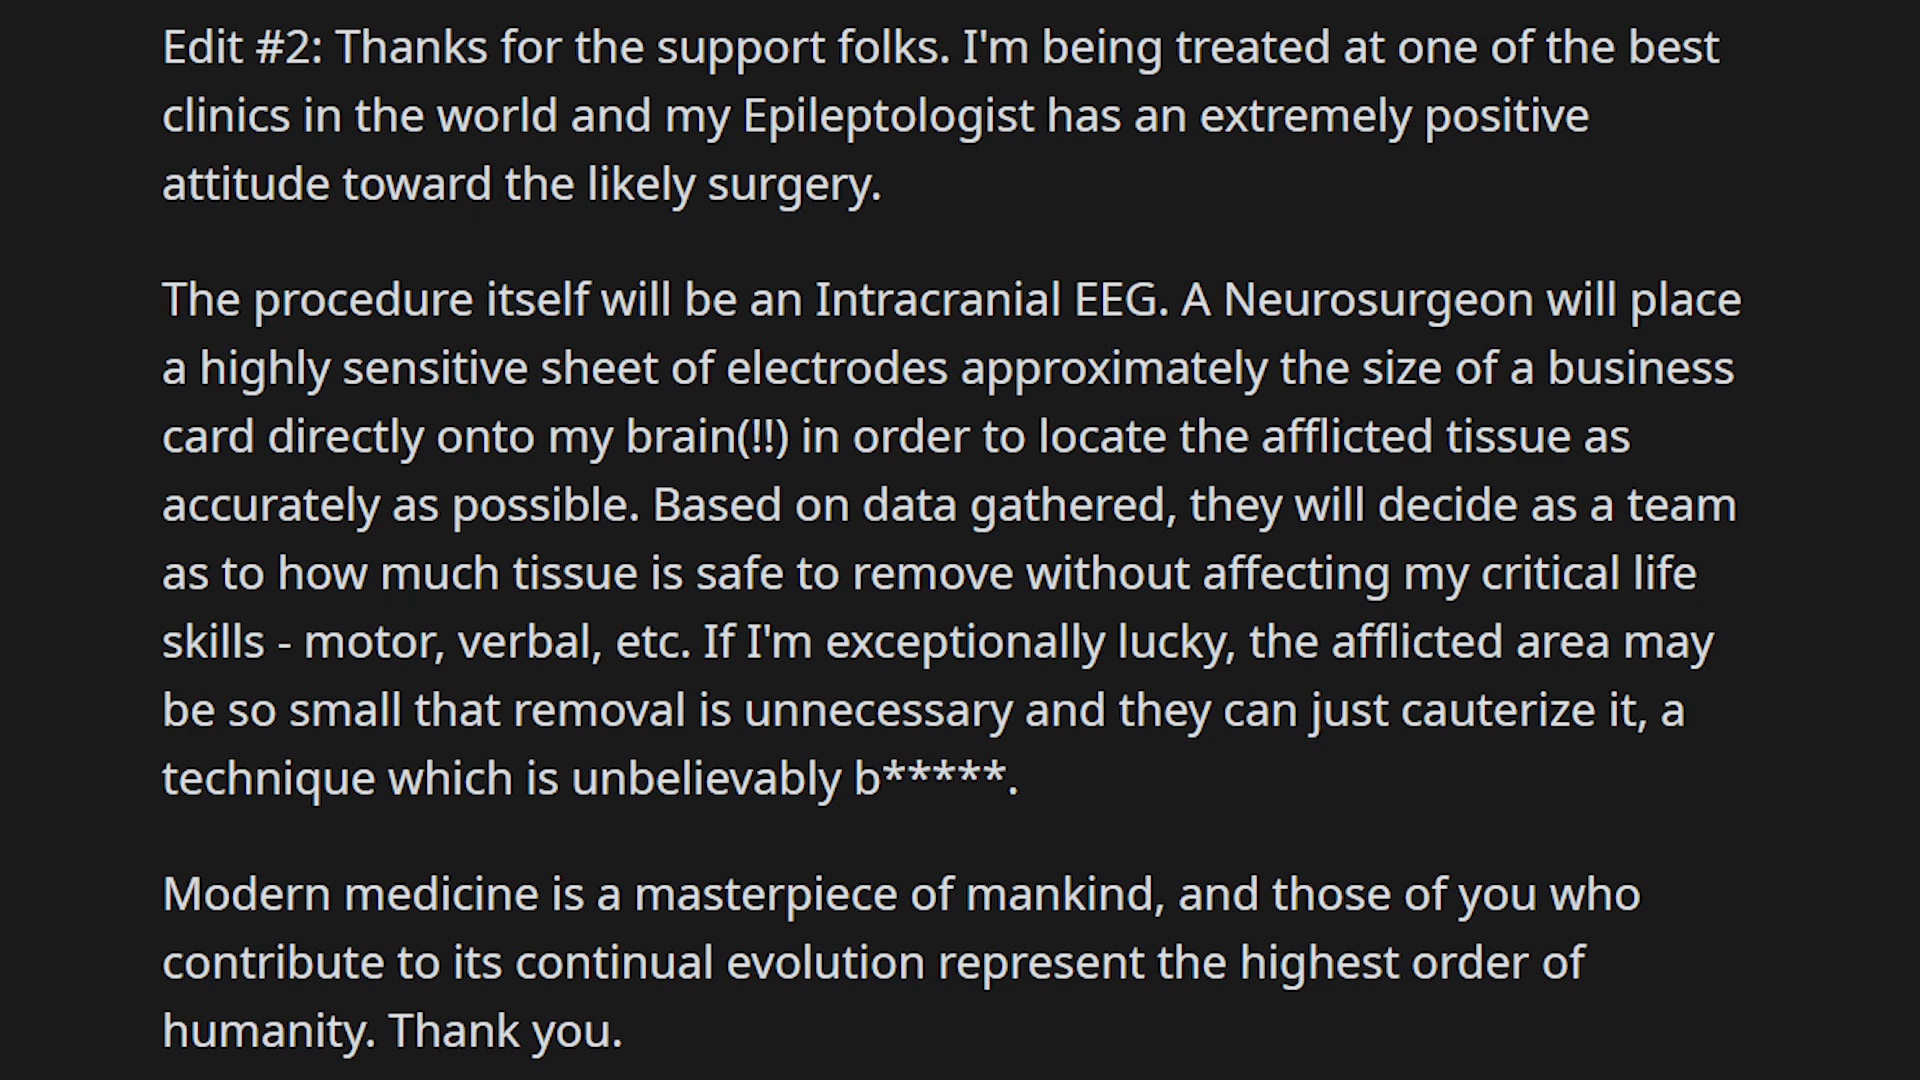 Edit #2: Thanks for the support folks. I'm being treated at one of the best
clinics in the world and my Epileptologist has an extremely positive
attitude toward the likely surgery.
The procedure itself will be an Intracranial EEG. A Neurosurgeon will place
a highly sensitive sheet of electrodes approximately the size of a business
card directly onto my brain(!!) in order to locate the afflicted tissue as
accurately as possible. Based on data gathered, they will decide as a team
as to how much tissue is safe to remove without affecting my critical life
skills - motor, verbal, etc. If I'm exceptionally lucky, the afflicted area may
be so small that removal is unnecessary and they can just cauterize it, a
technique which is unbelievably b*****.
Modern medicine is a masterpiece of mankind, and those of you who
contribute to its continual evolution represent the highest order of
humanity. Thank you.